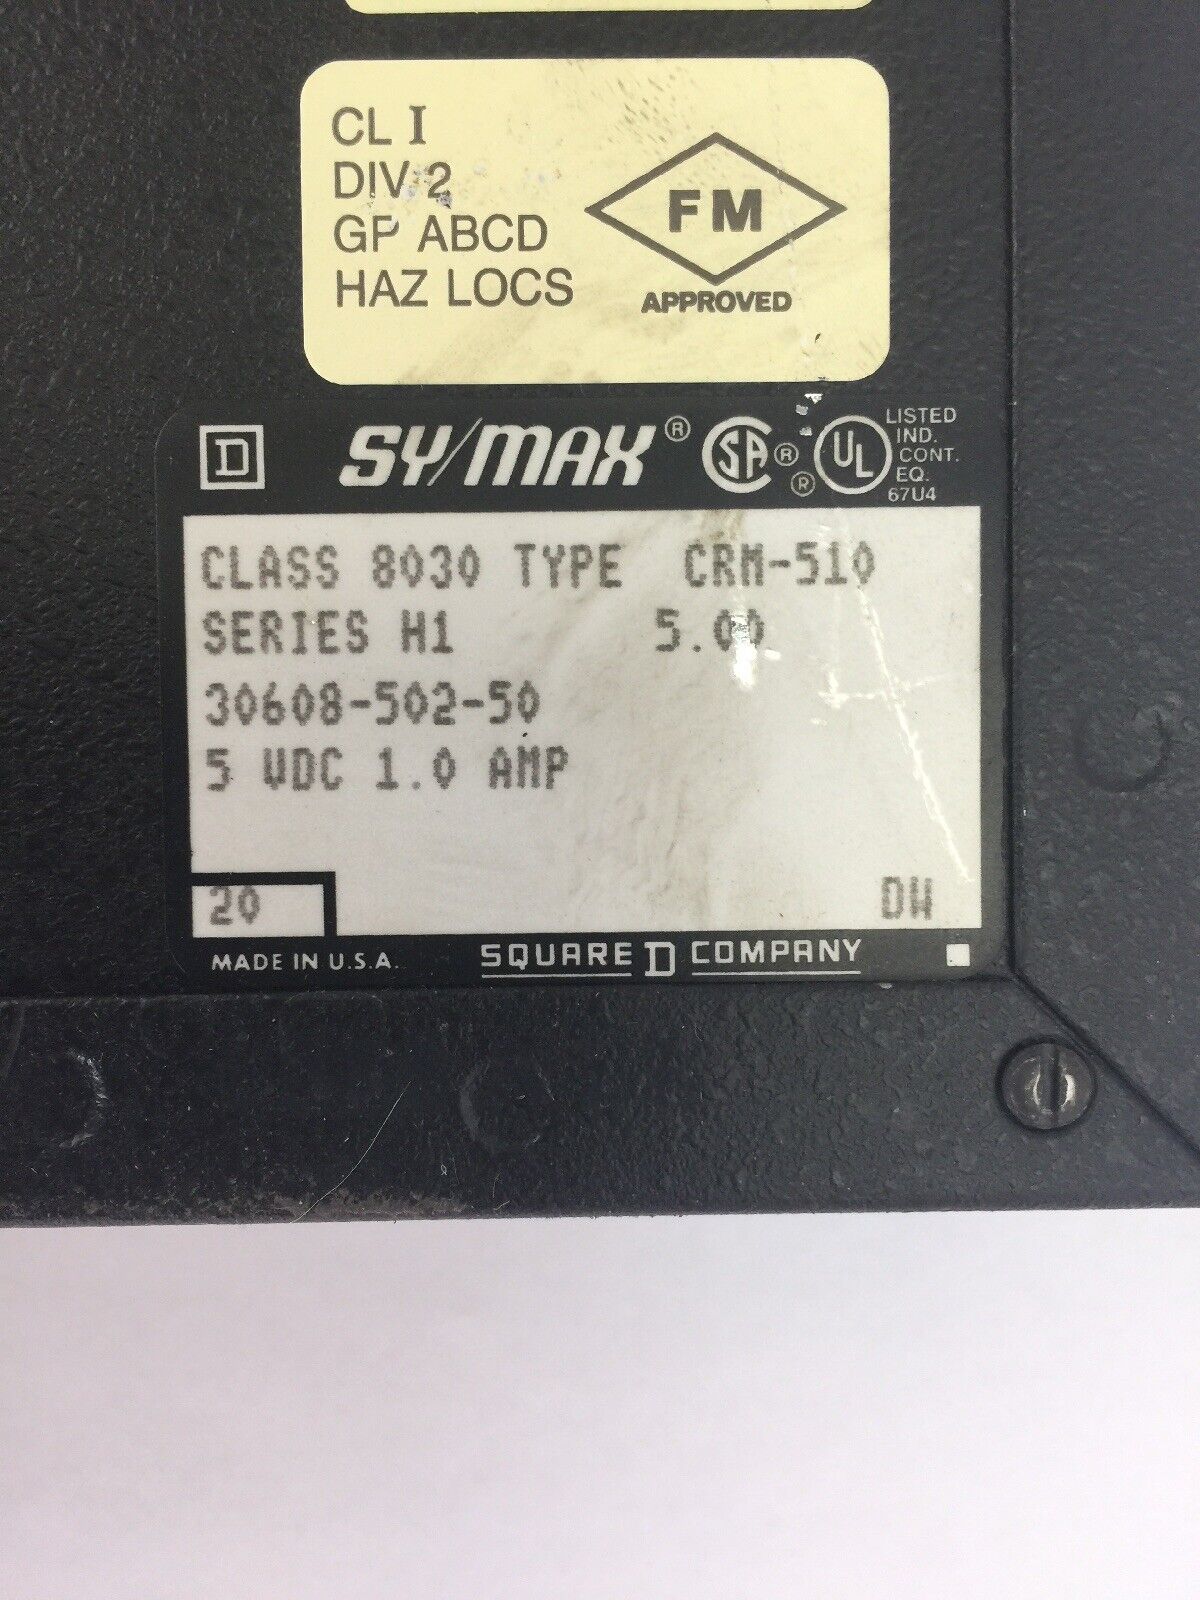 CL I
DIV 2
GP ABCD
HAZ LOCS
FM
APPROVED
D SY/MAX® SA® ®UL LISTED
IND.
CONT.
EQ.
67U4
CLASS 8030 TYPE CRM-510
SERIES H1 5.00
30608-502-50
5 VDC 1.0 AMP
20 DW
MADE IN U.S.A. SQUARE D COMPANY